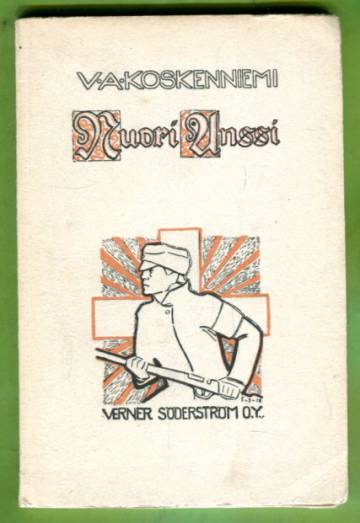 V·A·KOSKENNIEMI
Nuori Anssi
VERNER SÖDERSTRÖM O.Y.